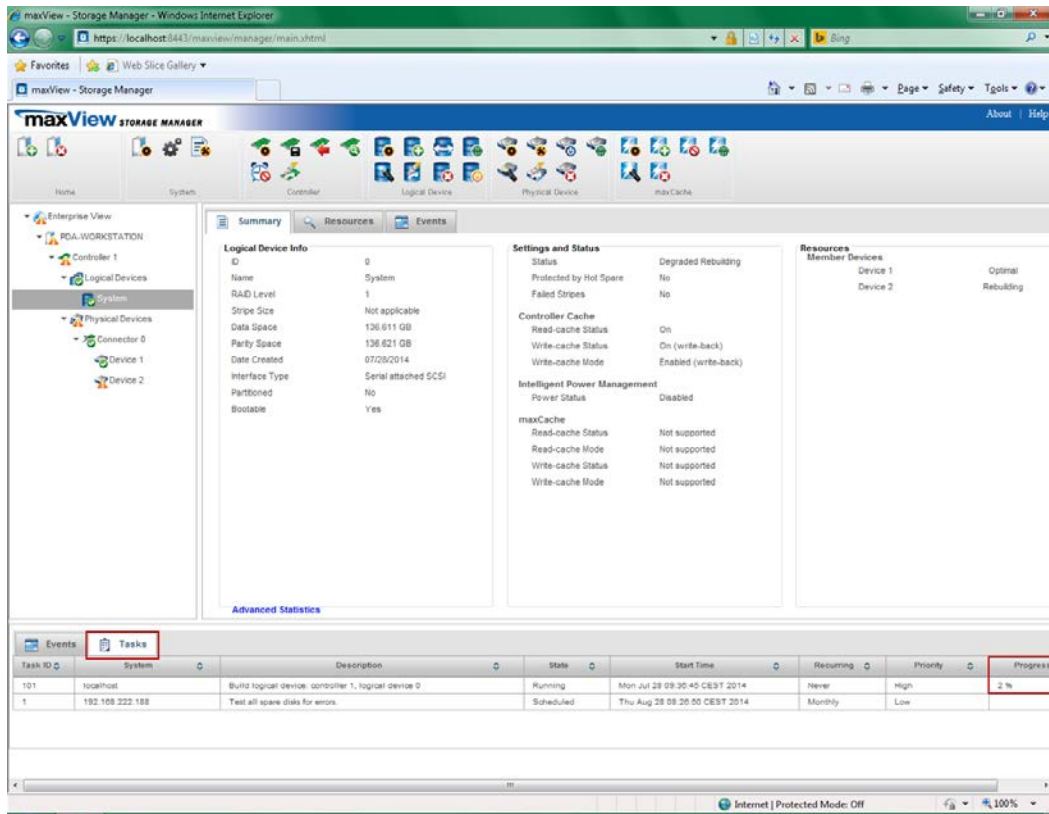 maxView - Storage Manager - Windows Internet Explorer
https://localhost:8443/maxview/manager/main.xhtml
Bing
Favorites Web Slice Gallery
maxView - Storage Manager
Page Safety Tools
maxView STORAGE MANAGER
About | Help
Home System Controller Logical Device Physical Device maxCache
Enterprise View
PDA-WORKSTATION
Controller 1
Logical Devices
System
Physical Devices
Connector 0
Device 1
Device 2
Summary Resources Events
Logical Device Info
ID 0
Name System
RAID Level 1
Stripe Size Not applicable
Data Space 136.611 GB
Parity Space 136.621 GB
Date Created 07/28/2014
Interface Type Serial attached SCSI
Partitioned No
Bootable Yes
Advanced Statistics
Settings and Status
Status Degraded Rebuilding
Protected by Hot Spare No
Failed Stripes No
Controller Cache
Read-cache Status On
Write-cache Status On (write-back)
Write-cache Mode Enabled (write-back)
Intelligent Power Management
Power Status Disabled
maxCache
Read-cache Status Not supported
Read-cache Mode Not supported
Write-cache Status Not supported
Write-cache Mode Not supported
Resources
Member Devices
Device 1 Optimal
Device 2 Rebuilding
Events Tasks
Task ID System Description State Start Time Recurring Priority Progress
101 localhost Build logical device: controller 1, logical device 0 Running Mon Jul 28 09:36:45 CEST 2014 Never High 2 %
1 192.168.222.188 Test all spare disks for errors. Scheduled Thu Aug 28 08:26:50 CEST 2014 Monthly Low
Internet | Protected Mode: Off 100%